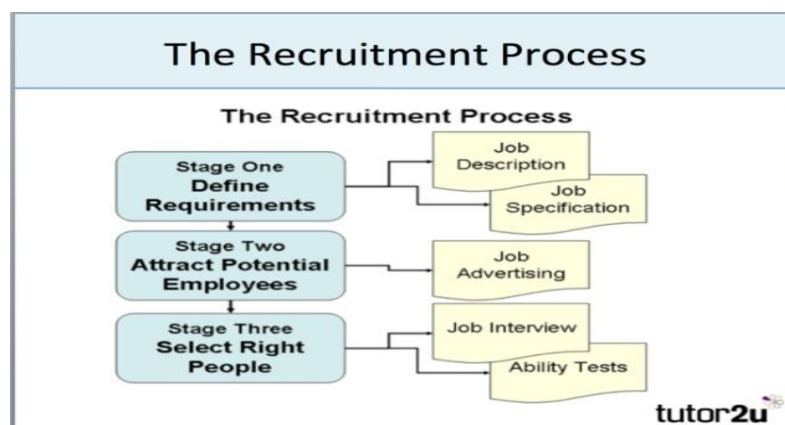 The Recruitment Process
The Recruitment Process
Stage One
Define
Requirements
Job
Description
Job
Specification
Stage Two
Attract Potential
Employees
Job
Advertising
Stage Three
Select Right
People
Job Interview
Ability Tests
tutor2u